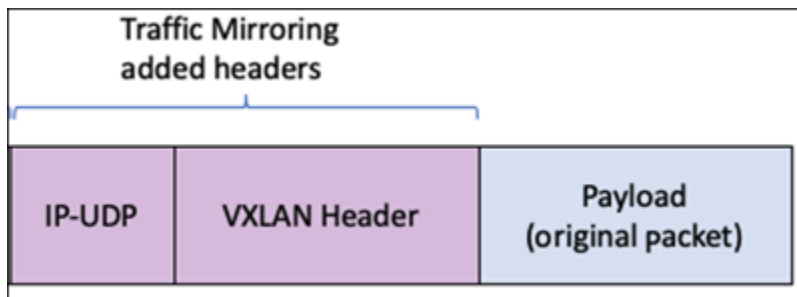 Traffic Mirroring
added headers
IP-UDP
VXLAN Header
Payload
(original packet)